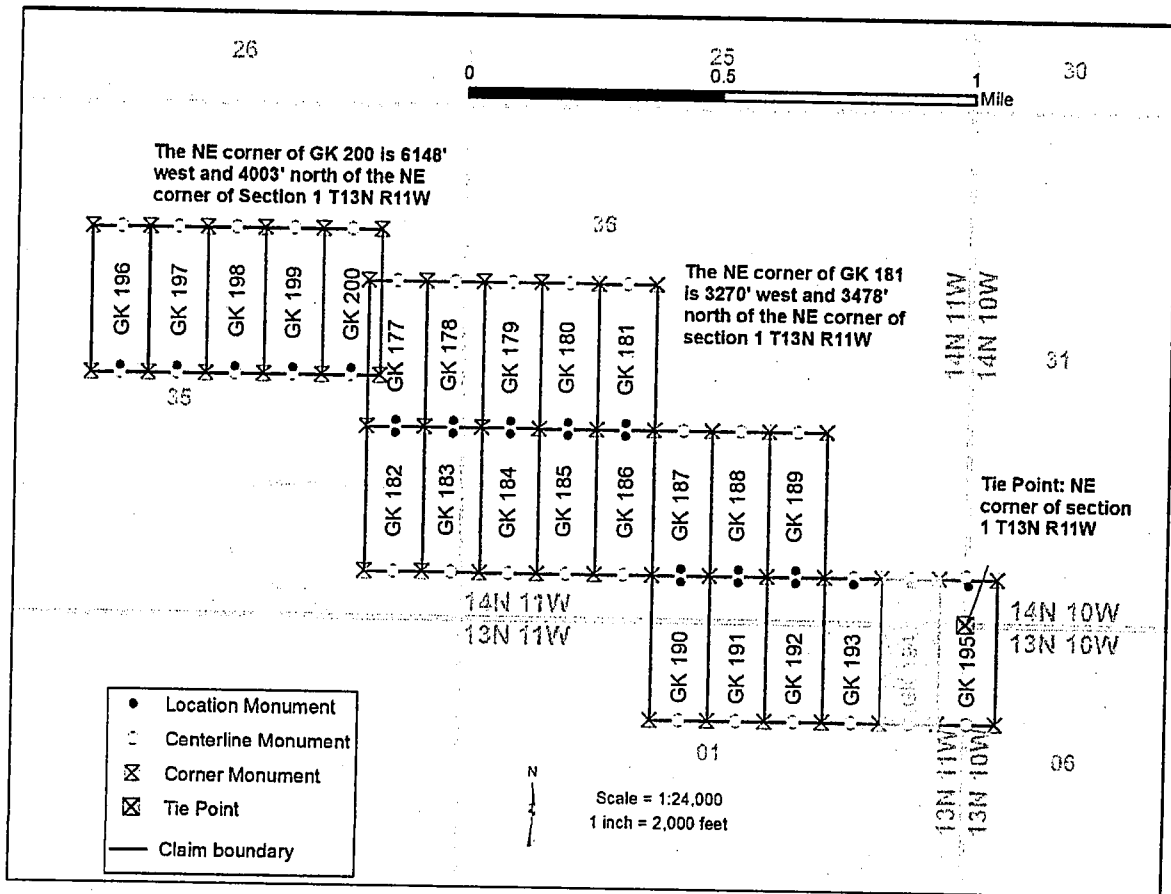 26
25
30
0
0.5
1
Mile
The NE corner of GK 200 is 6148'
west and 4003' north of the NE
corner of Section 1 T13N R11W
36
GK 196
GK 197
GK 198
GK 199
GK 200
The NE corner of GK 181
is 3270' west and 3478'
north of the NE corner of
section 1 T13N R11W
14N 11W
14N 10W
31
35
GK 177
GK 178
GK 179
GK 180
GK 181
GK 182
GK 183
GK 184
GK 185
GK 186
GK 187
GK 188
GK 189
Tie Point: NE
corner of section
1 T13N R11W
14N 11W
13N 11W
14N 10W
13N 10W
GK 190
GK 191
GK 192
GK 193
GK 194
GK 195
01
06
13N 11W
13N 10W
Location Monument
Centerline Monument
Corner Monument
Tie Point
Claim boundary
N
Scale = 1:24,000
1 inch = 2,000 feet